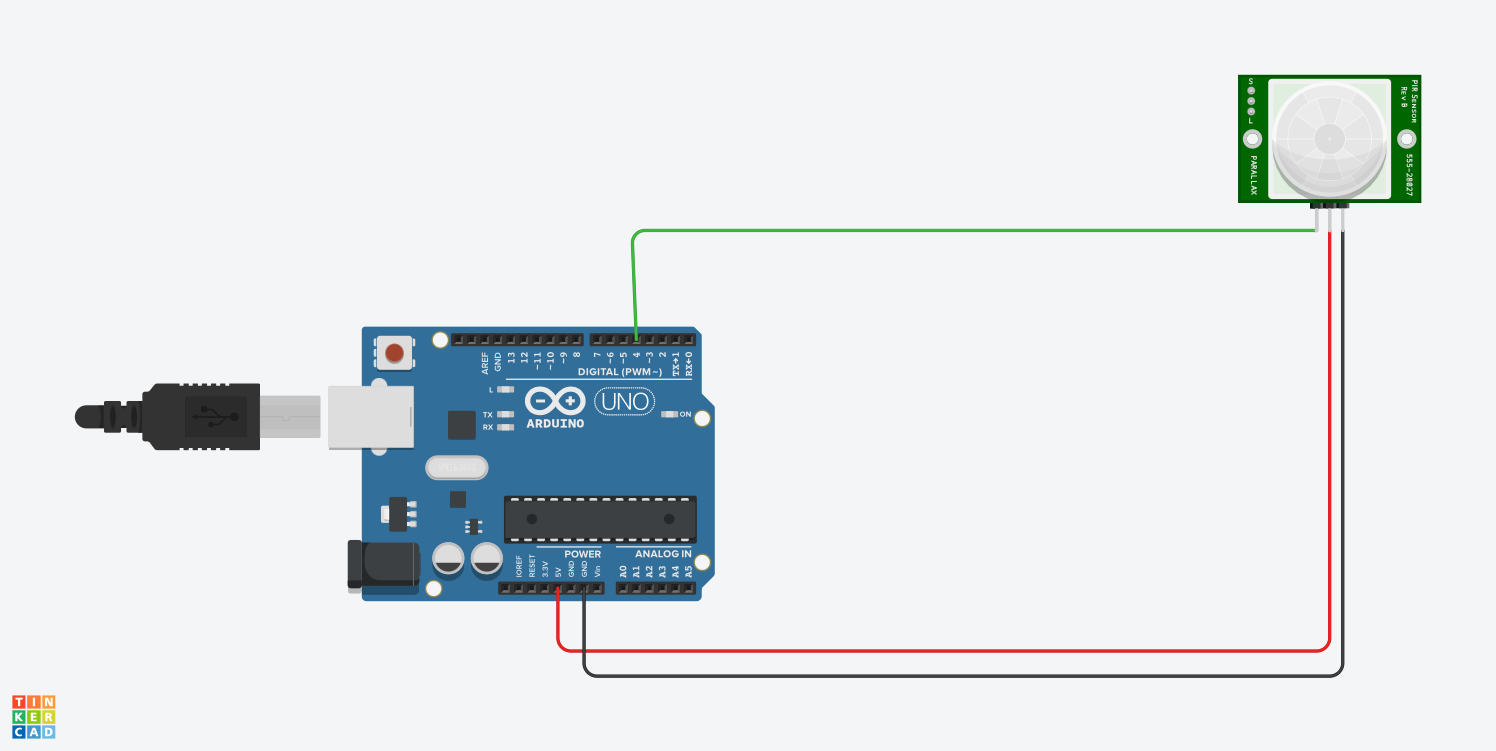 S
L
PARALLAX
PIR SENSOR
REV B
555-28027
AREF
GND
13
12
~11
~10
~9
8
7
~6
~5
4
~3
2
TX→1
RX←0
DIGITAL (PWM~)
L
TX
RX
ARDUINO
UNO
ON
POWER
ANALOG IN
IOREF
RESET
3.3V
5V
GND
GND
Vin
A0
A1
A2
A3
A4
A5
TIN
KER
CAD